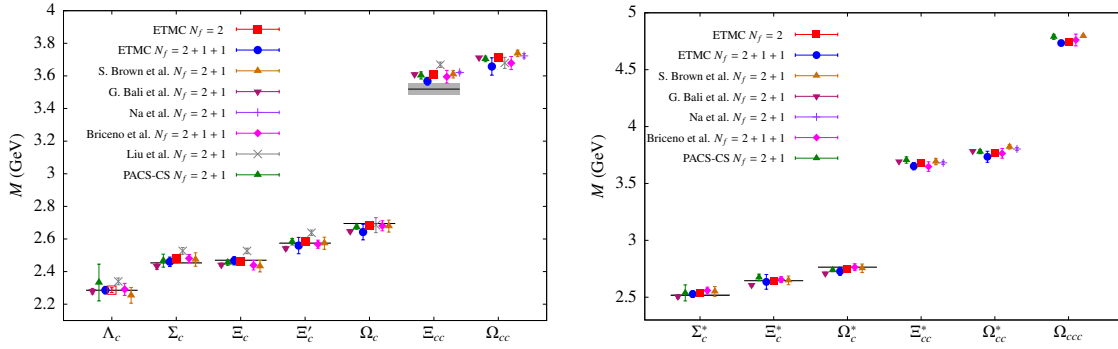 4
3.8
3.6
3.4
3.2
3
2.8
2.6
2.4
2.2
M (GeV)
ETMC N_f = 2
ETMC N_f = 2 + 1 + 1
S. Brown et al. N_f = 2 + 1
G. Bali et al. N_f = 2 + 1
Na et al. N_f = 2 + 1
Briceno et al. N_f = 2 + 1 + 1
Liu et al. N_f = 2 + 1
PACS-CS N_f = 2 + 1
Λ_c Σ_c Ξ_c Ξ′_c Ω_c Ξ_cc Ω_cc
5
4.5
4
3.5
3
2.5
M (GeV)
ETMC N_f = 2
ETMC N_f = 2 + 1 + 1
S. Brown et al. N_f = 2 + 1
G. Bali et al. N_f = 2 + 1
Na et al. N_f = 2 + 1
Briceno et al. N_f = 2 + 1 + 1
PACS-CS N_f = 2 + 1
Σ*_c Ξ*_c Ω*_c Ξ*_cc Ω*_cc Ω_ccc